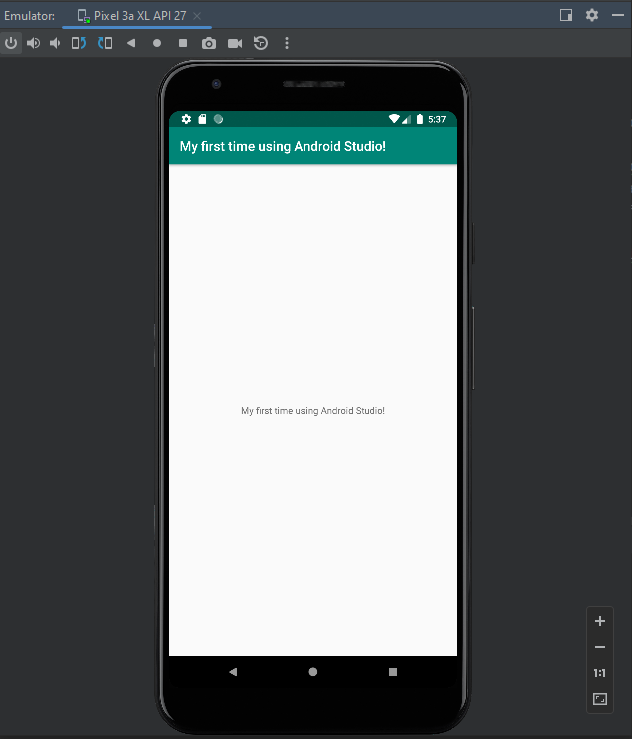 Emulator: Pixel 3a XL API 27
5:37
My first time using Android Studio!
My first time using Android Studio!
1:1